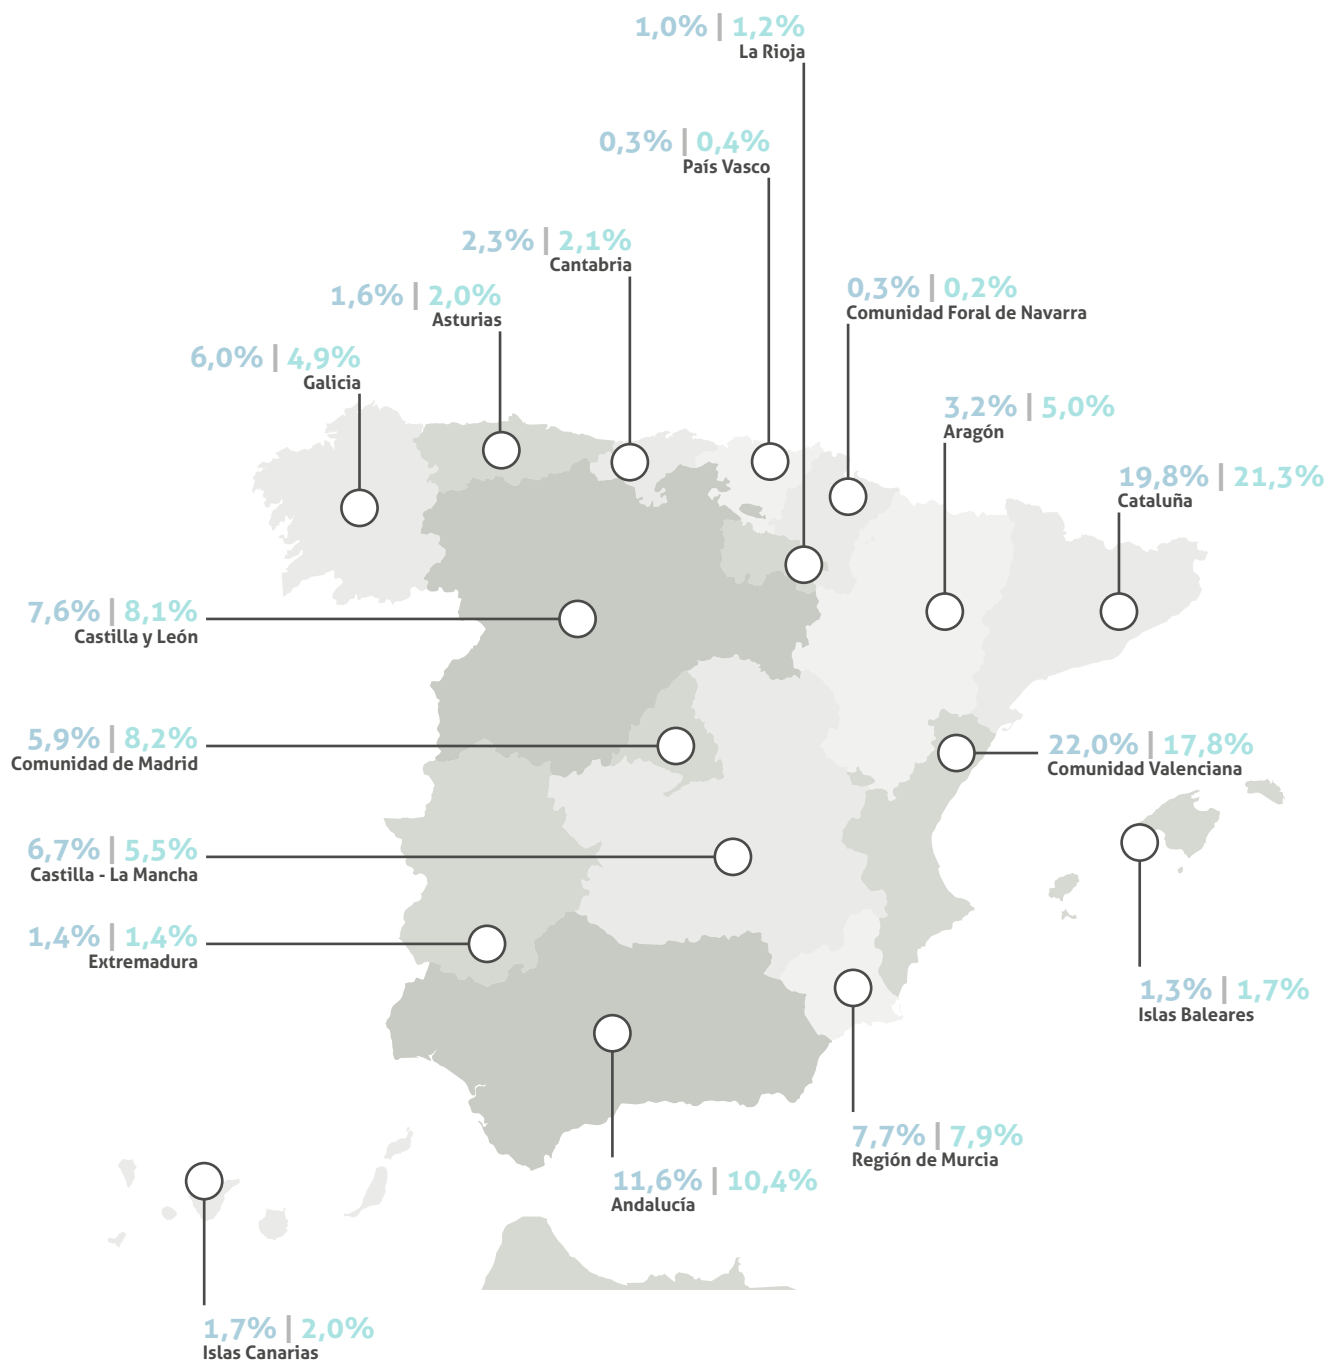 1,0% | 1,2%
La Rioja
0,3% | 0,4%
País Vasco
2,3% | 2,1%
Cantabria
1,6% | 2,0%
Asturias
0,3% | 0,2%
Comunidad Foral de Navarra
6,0% | 4,9%
Galicia
3,2% | 5,0%
Aragón
19,8% | 21,3%
Cataluña
7,6% | 8,1%
Castilla y León
5,9% | 8,2%
Comunidad de Madrid
22,0% | 17,8%
Comunidad Valenciana
6,7% | 5,5%
Castilla - La Mancha
1,4% | 1,4%
Extremadura
1,3% | 1,7%
Islas Baleares
7,7% | 7,9%
Región de Murcia
11,6% | 10,4%
Andalucía
1,7% | 2,0%
Islas Canarias